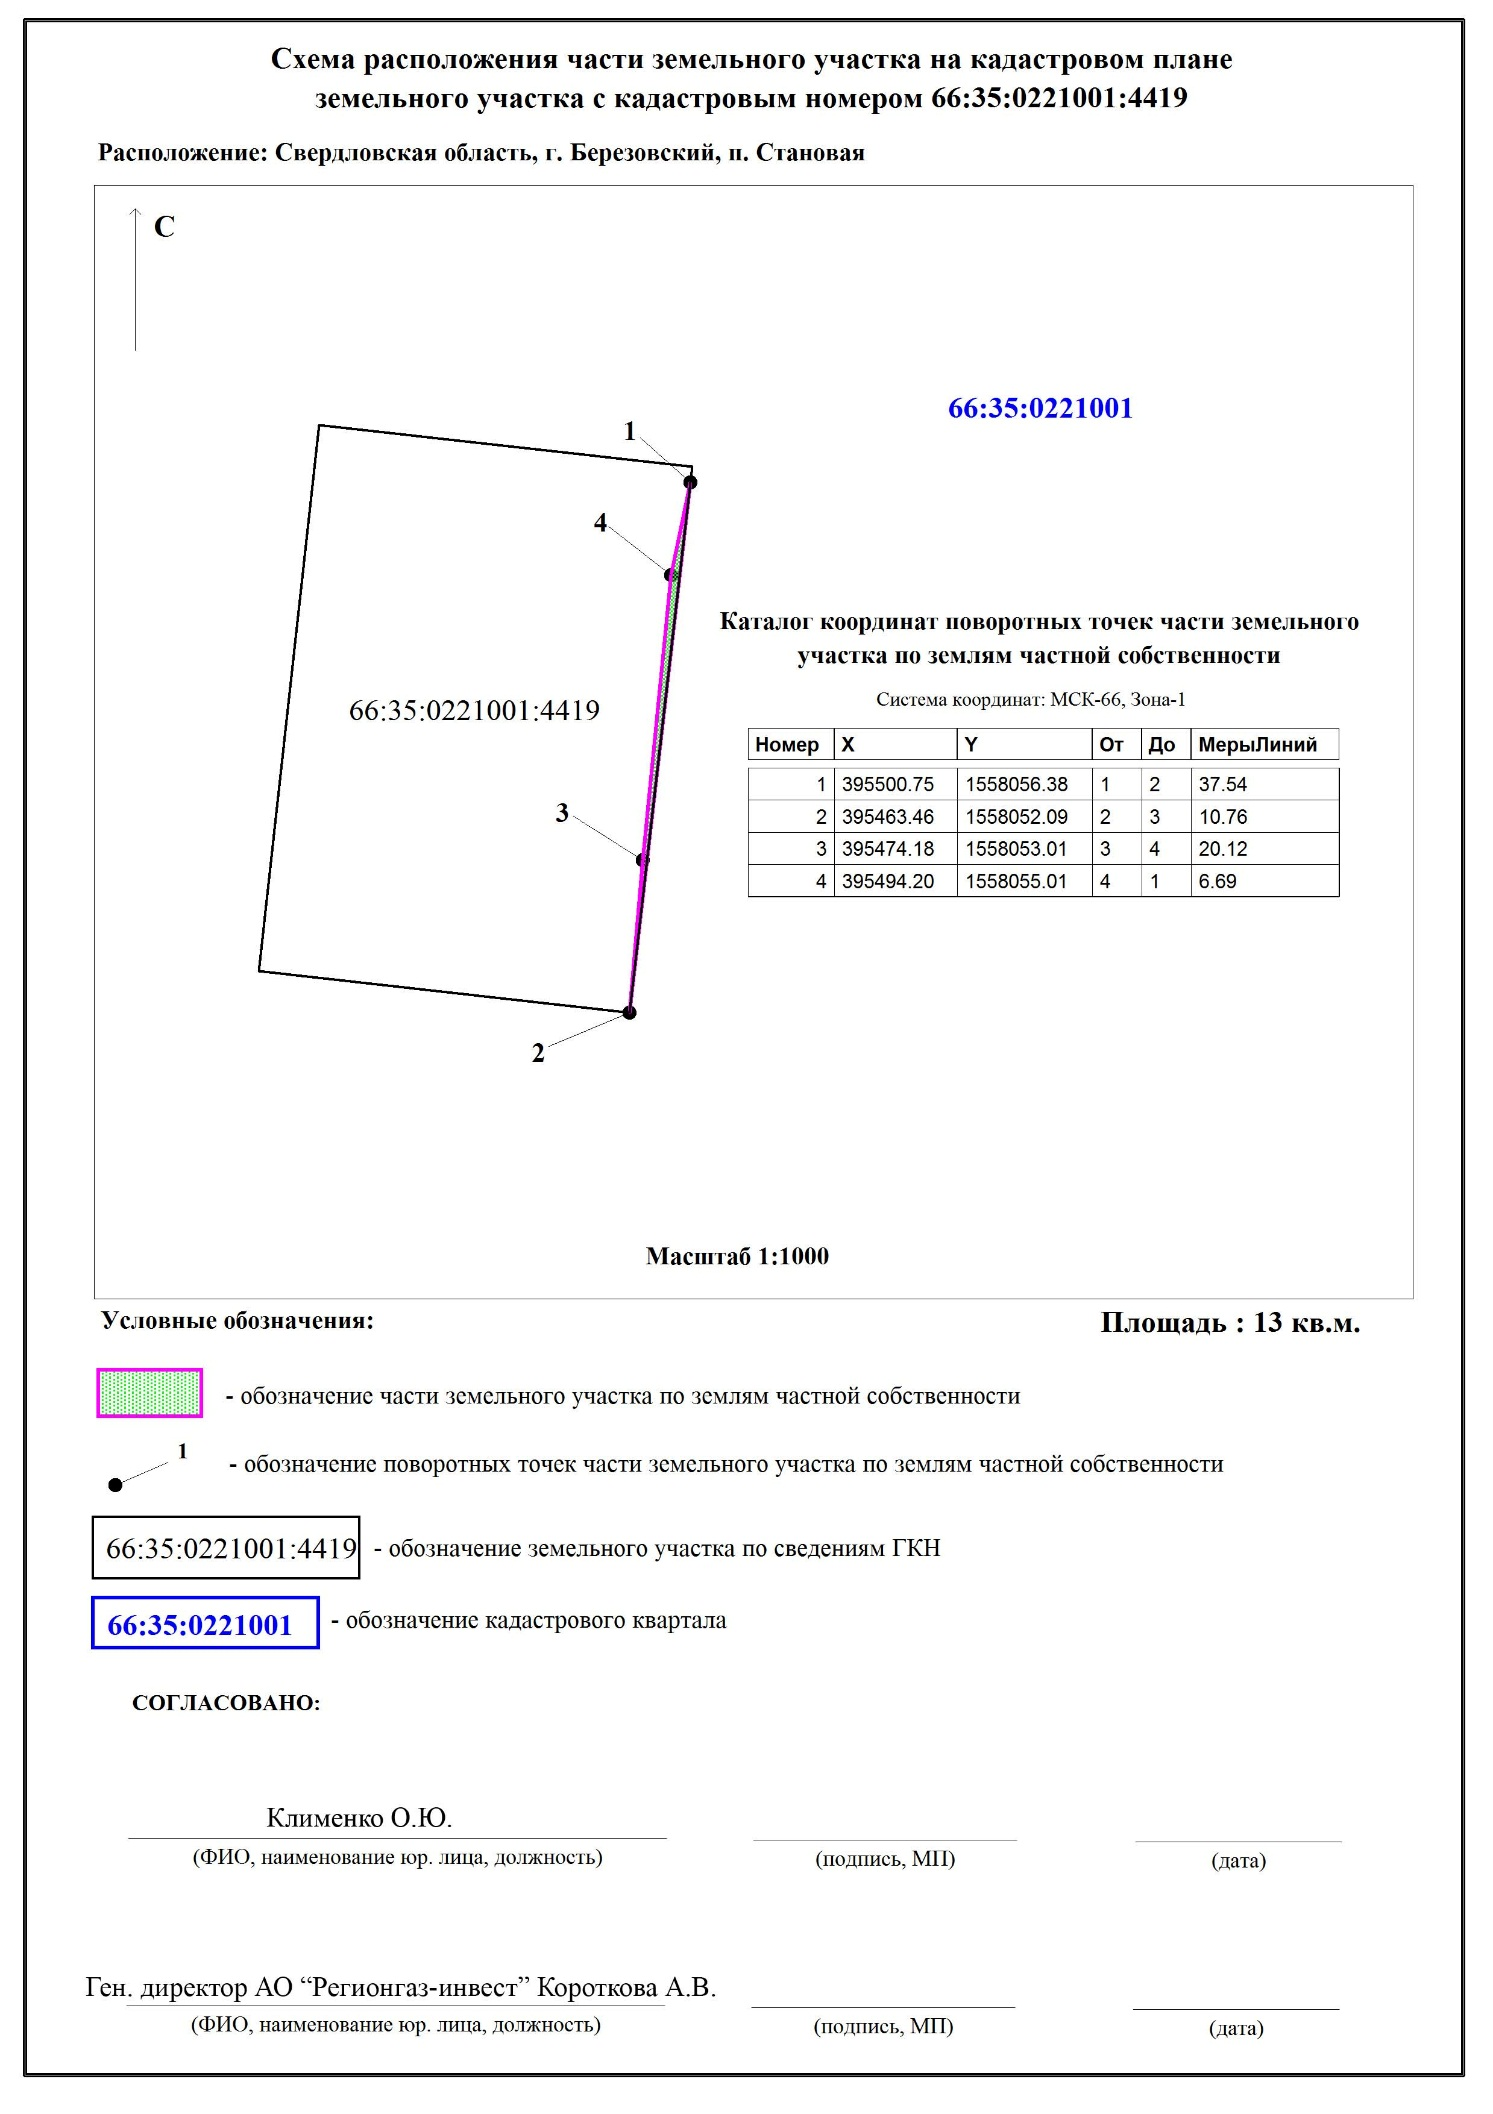 Схема расположения части земельного участка на кадастровом плане
земельного участка с кадастровым номером 66:35:0221001:4419
Расположение: Свердловская область, г. Березовский, п. Становая
С
66:35:0221001
1
4
Каталог координат поворотных точек части земельного
участка по землям частной собственности
Система координат: МСК-66, Зона-1
66:35:0221001:4419
Номер X Y От До МерыЛиний
1 395500.75 1558056.38 1 2 37.54
2 395463.46 1558052.09 2 3 10.76
3 395474.18 1558053.01 3 4 20.12
4 395494.20 1558055.01 4 1 6.69
3
2
Масштаб 1:1000
Условные обозначения:
Площадь : 13 кв.м.
- обозначение части земельного участка по землям частной собственности
1
- обозначение поворотных точек части земельного участка по землям частной собственности
66:35:0221001:4419 - обозначение земельного участка по сведениям ГКН
66:35:0221001 - обозначение кадастрового квартала
СОГЛАСОВАНО:
Клименко О.Ю.
(ФИО, наименование юр. лица, должность) (подпись, МП) (дата)
Ген. директор АО “Регионгаз-инвест” Короткова А.В.
(ФИО, наименование юр. лица, должность) (подпись, МП) (дата)